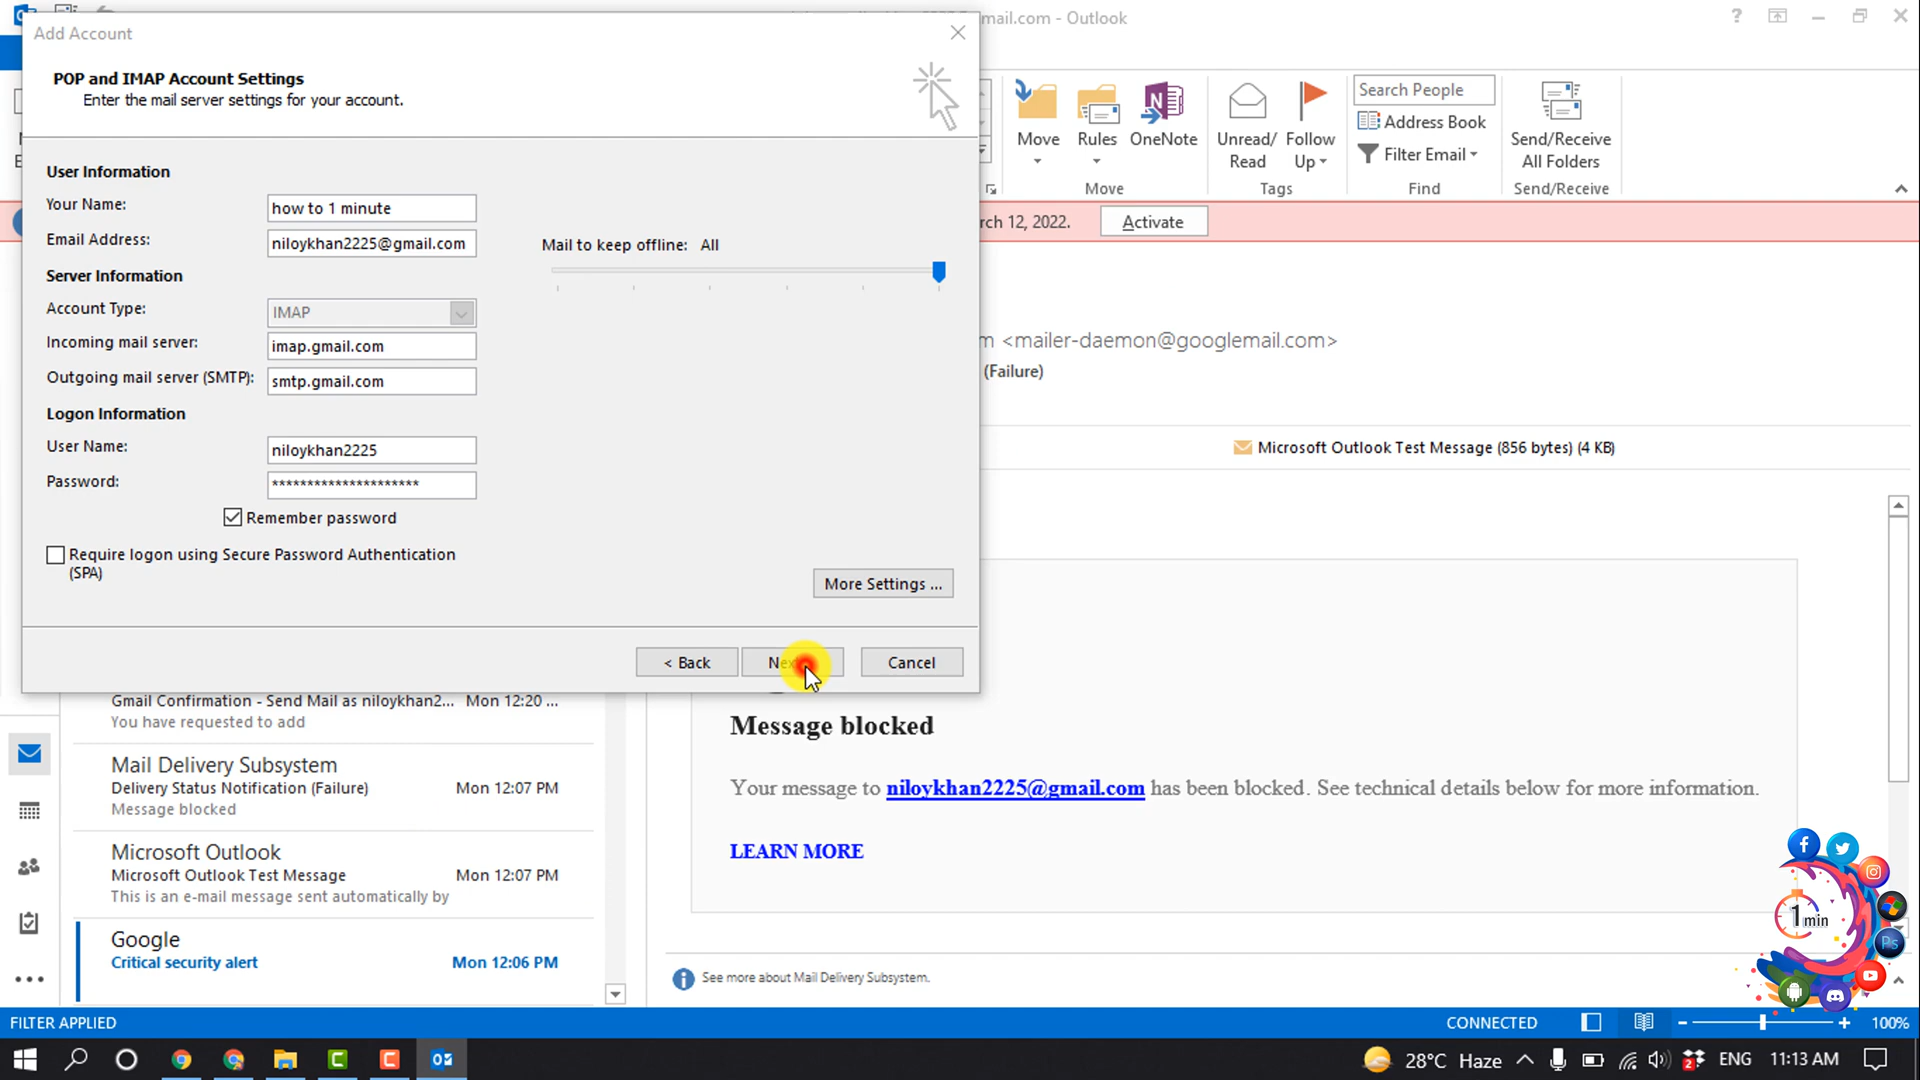 mail.com - Outlook
Add Account
POP and IMAP Account Settings
Enter the mail server settings for your account.
User Information
Your Name:
how to 1 minute
Email Address:
niloykhan2225@gmail.com
Mail to keep offline: All
Server Information
Account Type:
IMAP
Incoming mail server:
imap.gmail.com
Outgoing mail server (SMTP):
smtp.gmail.com
Logon Information
User Name:
niloykhan2225
Password:
*********************
Remember password
Require logon using Secure Password Authentication
(SPA)
More Settings ...
< Back
Cancel
Move
Rules
OneNote
Unread/
Read
Follow
Up
Search People
Address Book
Filter Email
Send/Receive
All Folders
Move
Tags
Find
Send/Receive
rch 12, 2022.
Activate
m <mailer-daemon@googlemail.com>
(Failure)
Microsoft Outlook Test Message (856 bytes) (4 KB)
Gmail Confirmation - Send Mail as niloykhan2... Mon 12:20 ...
You have requested to add
Mail Delivery Subsystem
Delivery Status Notification (Failure) Mon 12:07 PM
Message blocked
Microsoft Outlook
Microsoft Outlook Test Message Mon 12:07 PM
This is an e-mail message sent automatically by
Google
Critical security alert Mon 12:06 PM
Message blocked
Your message to niloykhan2225@gmail.com has been blocked. See technical details below for more information.
LEARN MORE
See more about Mail Delivery Subsystem.
1 min
Ps
FILTER APPLIED
CONNECTED
100%
28°C Haze
ENG
11:13 AM